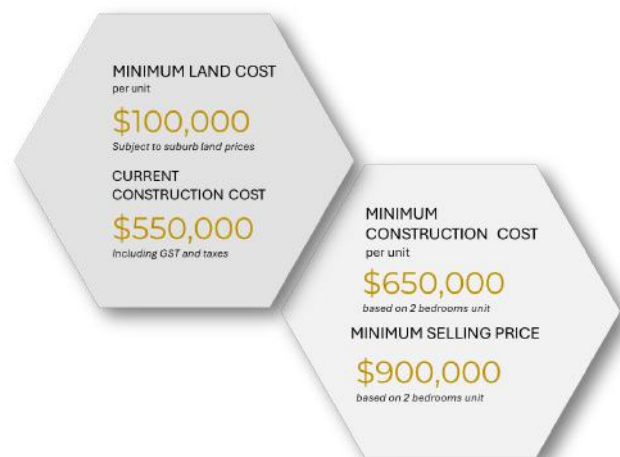 MINIMUM LAND COST
per unit
$100,000
Subject to suburb land prices
CURRENT
CONSTRUCTION COST
$550,000
Including GST and taxes
MINIMUM
CONSTRUCTION COST
per unit
$650,000
based on 2 bedrooms unit
MINIMUM SELLING PRICE
$900,000
based on 2 bedrooms unit